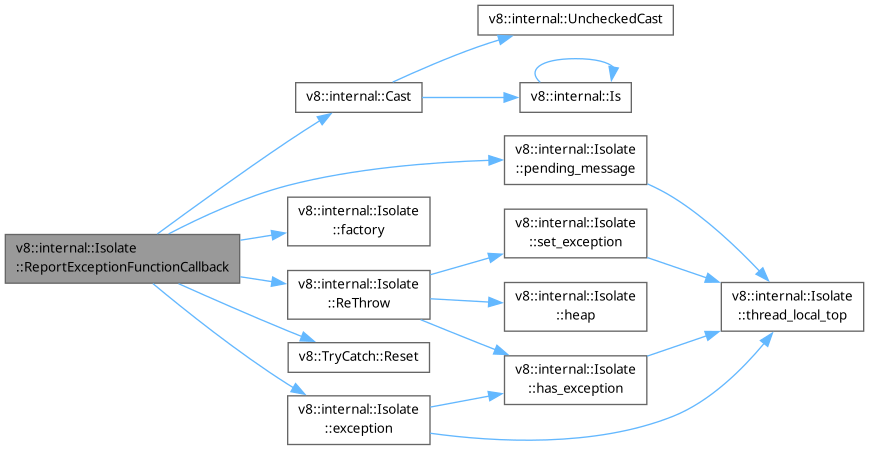 v8::internal::UncheckedCast
v8::internal::Cast
v8::internal::Is
v8::internal::Isolate
::pending_message
v8::internal::Isolate
::factory
v8::internal::Isolate
::set_exception
v8::internal::Isolate
::ReportExceptionFunctionCallback
v8::internal::Isolate
::ReThrow
v8::internal::Isolate
::heap
v8::internal::Isolate
::thread_local_top
v8::TryCatch::Reset
v8::internal::Isolate
::has_exception
v8::internal::Isolate
::exception